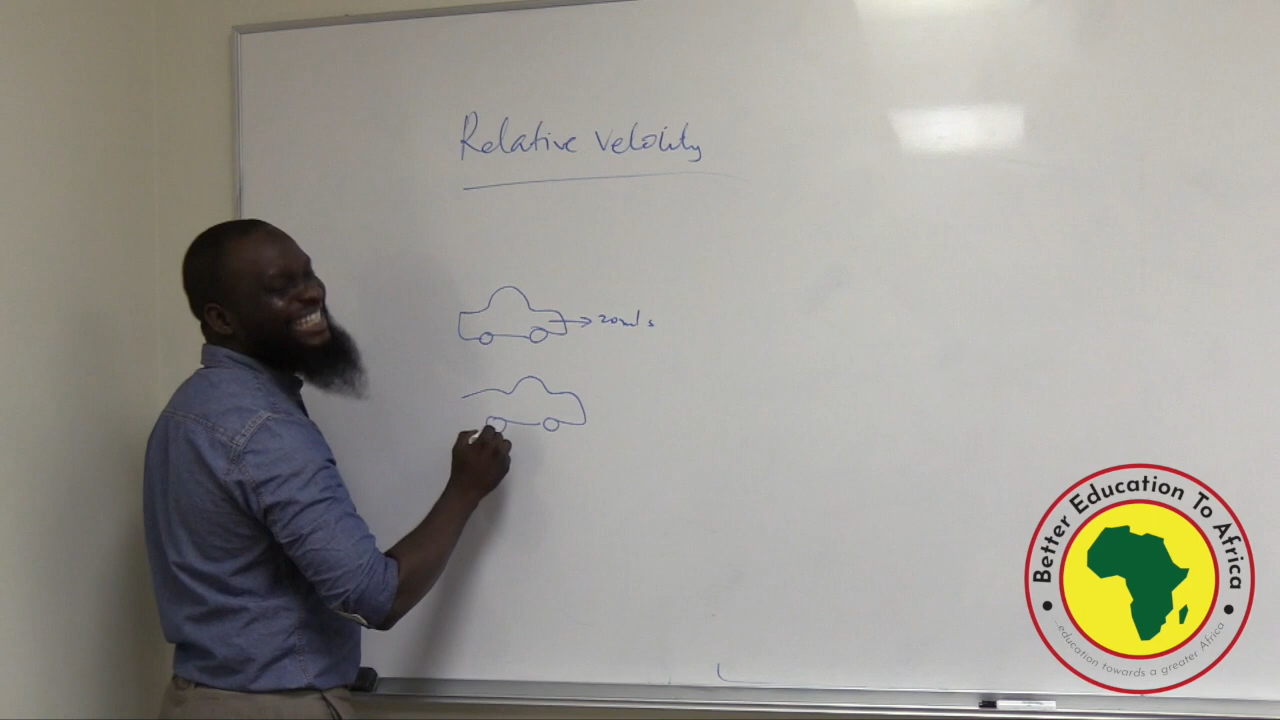 Relative Velocity
20m/s
Better Education To Africa
...education towards a greater Africa